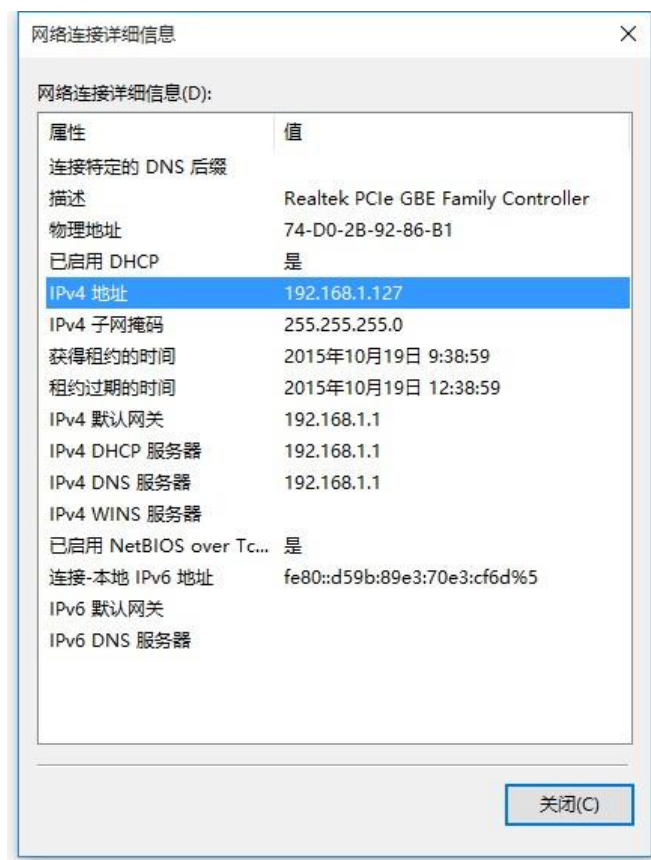 网络连接详细信息
网络连接详细信息(D):
属性 值
连接特定的 DNS 后缀
描述 Realtek PCIe GBE Family Controller
物理地址 74-D0-2B-92-86-B1
已启用 DHCP 是
IPv4 地址 192.168.1.127
IPv4 子网掩码 255.255.255.0
获得租约的时间 2015年10月19日 9:38:59
租约过期的时间 2015年10月19日 12:38:59
IPv4 默认网关 192.168.1.1
IPv4 DHCP 服务器 192.168.1.1
IPv4 DNS 服务器 192.168.1.1
IPv4 WINS 服务器
已启用 NetBIOS over Tc... 是
连接-本地 IPv6 地址 fe80::d59b:89e3:70e3:cf6d%5
IPv6 默认网关
IPv6 DNS 服务器
关闭(C)